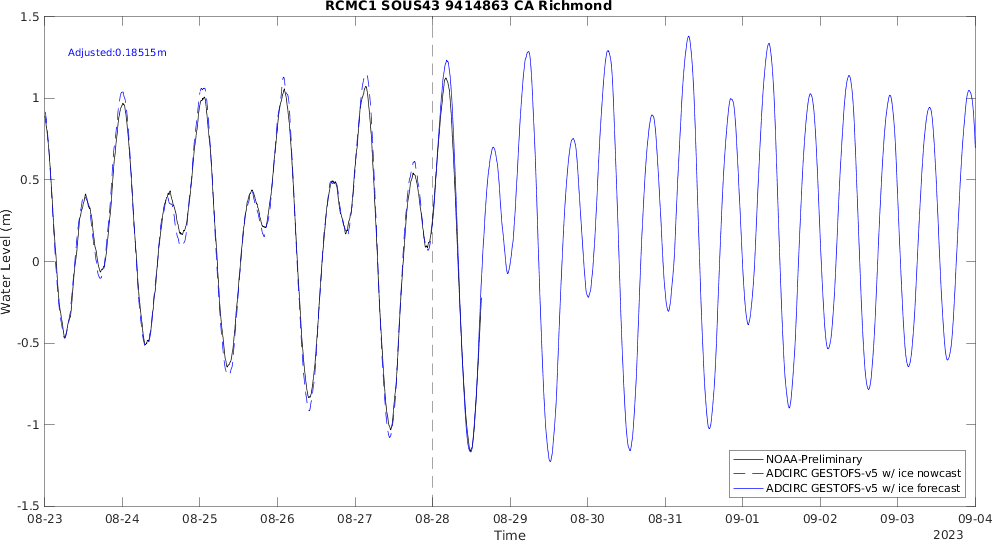 RCMC1 SOUS43 9414863 CA Richmond
Adjusted:0.18515m
Water Level (m)
1.5
1
0.5
0
-0.5
-1
-1.5
NOAA-Preliminary
ADCIRC GESTOFS-v5 w/ ice nowcast
ADCIRC GESTOFS-v5 w/ ice forecast
08-23 08-24 08-25 08-26 08-27 08-28 08-29 08-30 08-31 09-01 09-02 09-03 09-04
Time
2023